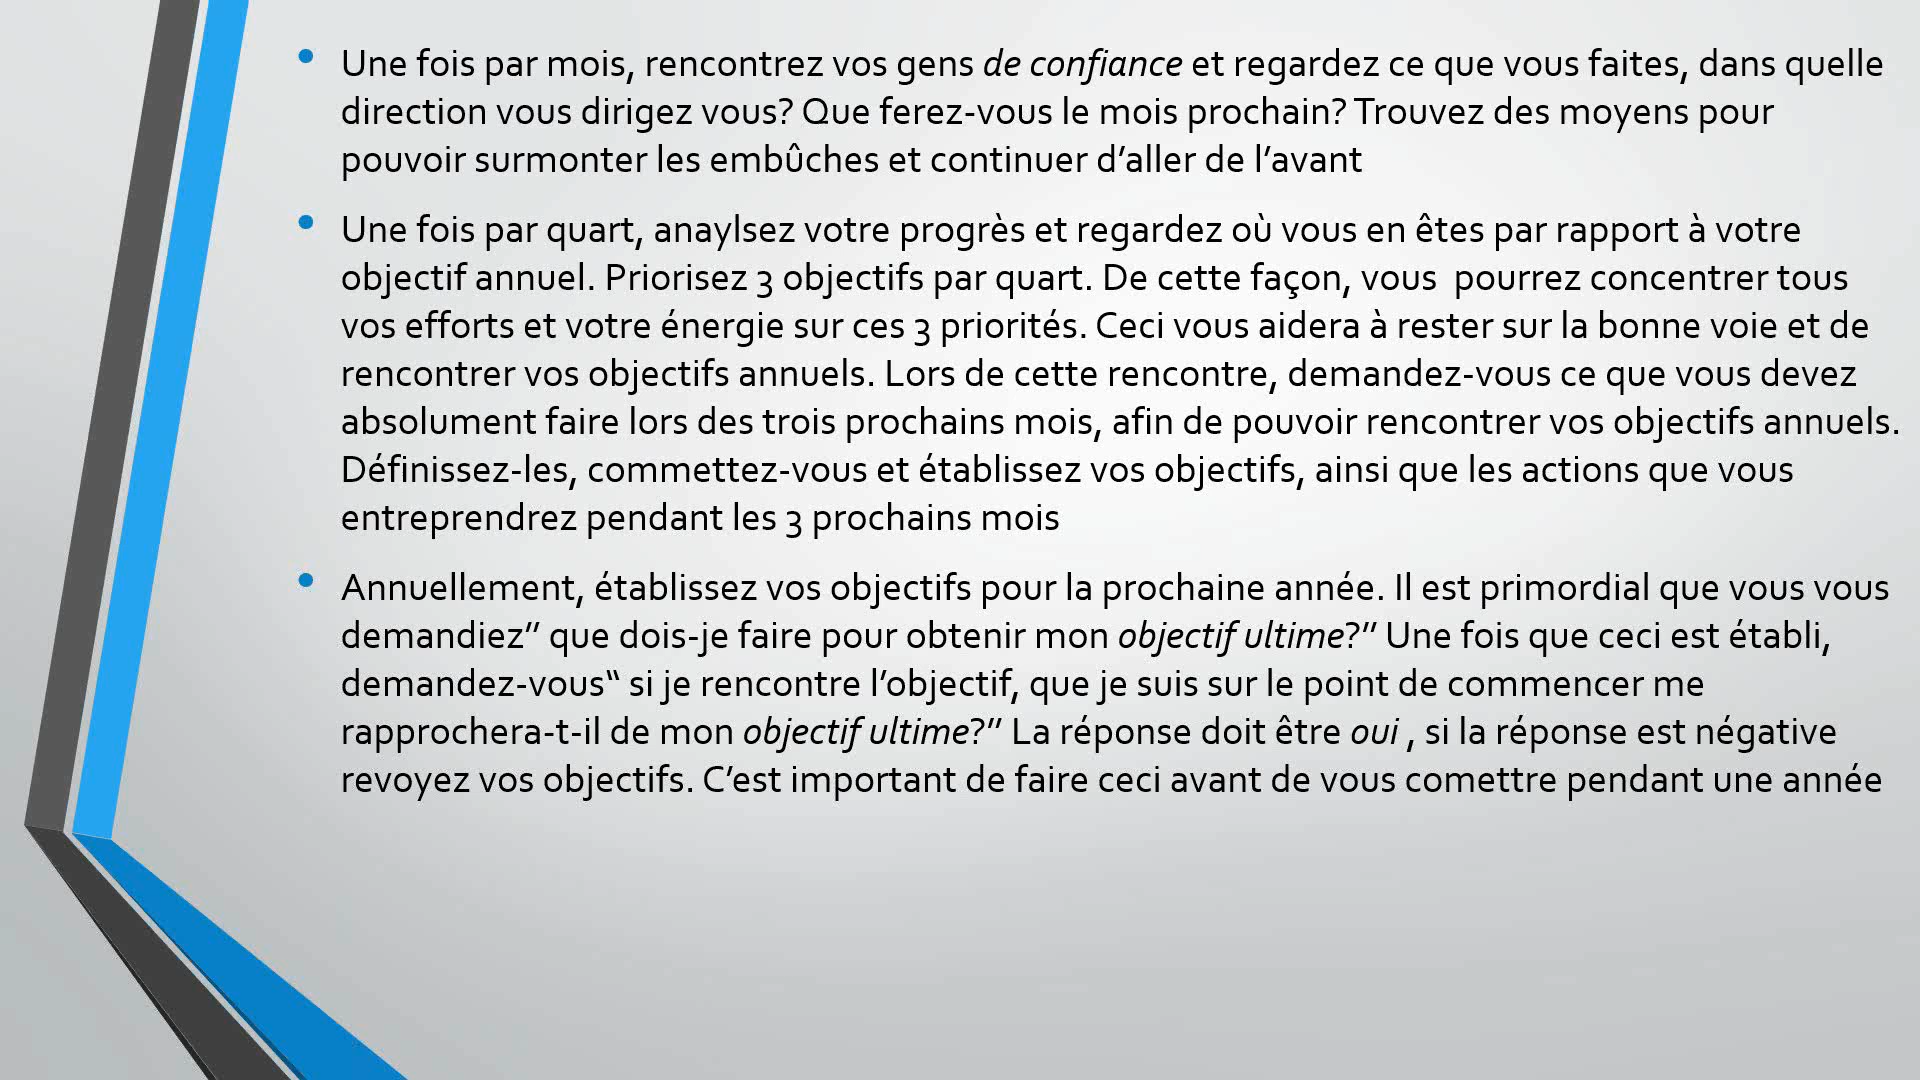 • Une fois par mois, rencontrez vos gens de confiance et regardez ce que vous faites, dans quelle
direction vous dirigez vous? Que ferez-vous le mois prochain? Trouvez des moyens pour
pouvoir surmonter les embûches et continuer d’aller de l’avant
• Une fois par quart, anaylsez votre progrès et regardez où vous en êtes par rapport à votre
objectif annuel. Priorisez 3 objectifs par quart. De cette façon, vous  pourrez concentrer tous
vos efforts et votre énergie sur ces 3 priorités. Ceci vous aidera à rester sur la bonne voie et de
rencontrer vos objectifs annuels. Lors de cette rencontre, demandez-vous ce que vous devez
absolument faire lors des trois prochains mois, afin de pouvoir rencontrer vos objectifs annuels.
Définissez-les, commettez-vous et établissez vos objectifs, ainsi que les actions que vous
entreprendrez pendant les 3 prochains mois
• Annuellement, établissez vos objectifs pour la prochaine année. Il est primordial que vous vous
demandiez” que dois-je faire pour obtenir mon objectif ultime?” Une fois que ceci est établi,
demandez-vous“ si je rencontre l’objectif, que je suis sur le point de commencer me
rapprochera-t-il de mon objectif ultime?” La réponse doit être oui , si la réponse est négative
revoyez vos objectifs. C’est important de faire ceci avant de vous comettre pendant une année